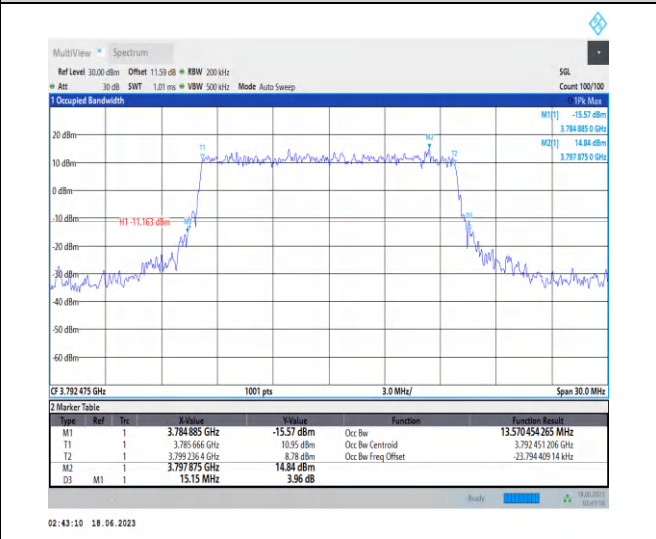 MultiView Spectrum
Ref Level 30.00 dBm Offset 11.59 dB RBW 200 kHz SGL
Att 30 dB SWT 1.01 ms VBW 500 kHz Mode Auto Sweep Count 100/100
1 Occupied Bandwidth 1Pk Max
M1[1] -15.57 dBm
3.784 885 0 GHz
M2[1] 14.84 dBm
3.797 875 0 GHz
20 dBm
M2
T1
T2
10 dBm
0 dBm
-10 dBm
H1 -11.163 dBm
-20 dBm
-30 dBm
-40 dBm
-50 dBm
-60 dBm
CF 3.792 475 GHz 1001 pts 3.0 MHz/ Span 30.0 MHz
2 Marker Table
Type Ref Trc X-Value Y-Value Function Function Result
M1 1 3.784 885 GHz -15.57 dBm Occ Bw 13.570 454 265 MHz
T1 1 3.785 666 GHz 10.95 dBm Occ Bw Centroid 3.792 451 206 GHz
T2 1 3.799 236 4 GHz 8.78 dBm Occ Bw Freq Offset -23.794 409 14 kHz
M2 1 3.797 875 GHz 14.84 dBm
D3 M1 1 15.15 MHz 3.96 dB
Ready 18.06.2023
02:43:10 18.06.2023